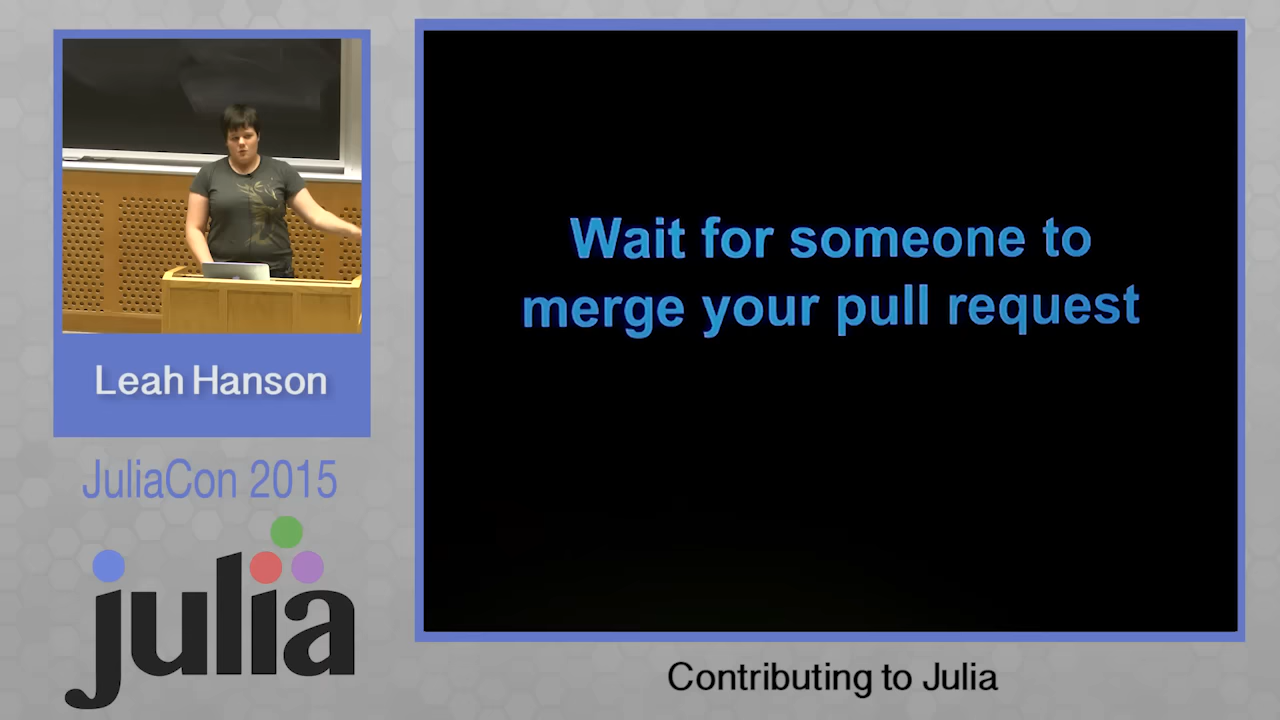 Wait for someone to
merge your pull request
Leah Hanson
JuliaCon 2015
julia
Contributing to Julia